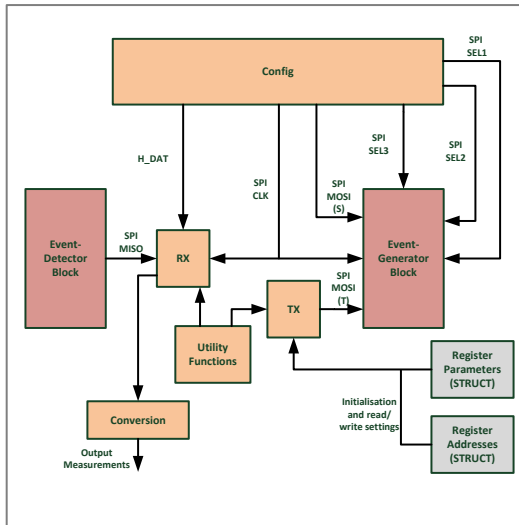 SPI
SEL1
Config
H_DAT
SPI
CLK
SPI
MOSI
(S)
SPI
SEL3
SPI
SEL2
Event-
Detector
Block
SPI
MISO
RX
Event-
Generator
Block
TX
SPI
MOSI
(T)
Utility
Functions
Register
Parameters
(STRUCT)
Initialisation
and read/
write settings
Conversion
Register
Addresses
(STRUCT)
Output
Measurements